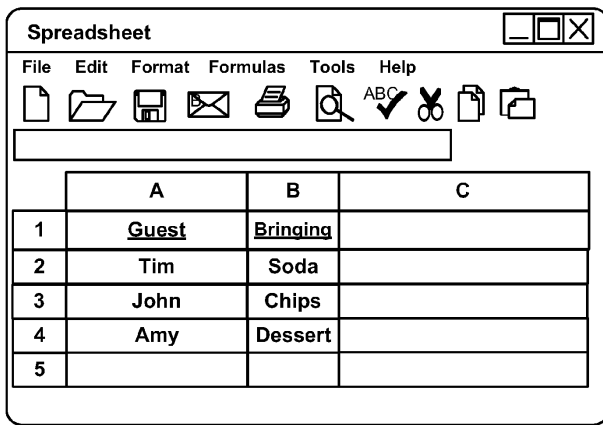 Spreadsheet
File Edit Format Formulas Tools Help
ABC
A B C
1 Guest Bringing
2 Tim Soda
3 John Chips
4 Amy Dessert
5